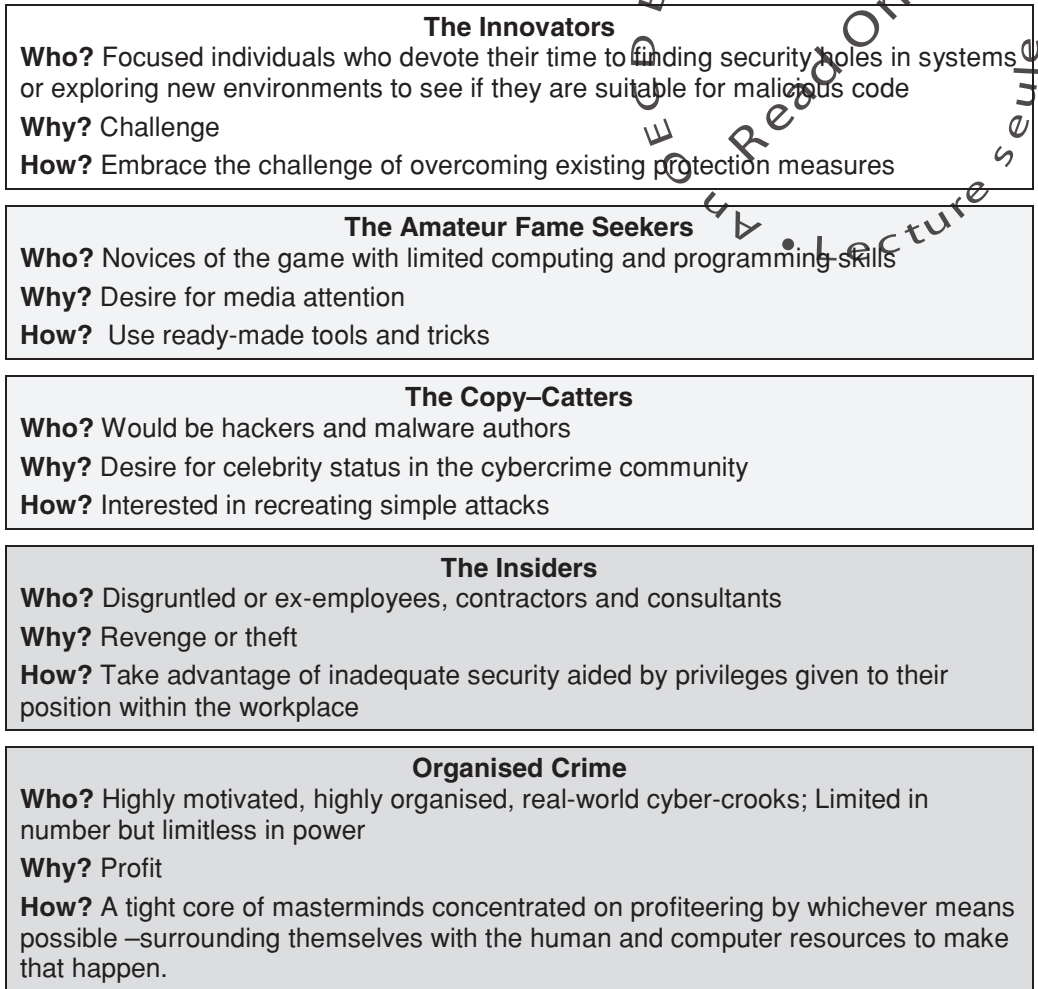 The Innovators
Who? Focused individuals who devote their time to finding security holes in systems
or exploring new environments to see if they are suitable for malicious code
Why? Challenge
How? Embrace the challenge of overcoming existing protection measures
The Amateur Fame Seekers
Who? Novices of the game with limited computing and programming skills
Why? Desire for media attention
How? Use ready-made tools and tricks
The Copy–Catters
Who? Would be hackers and malware authors
Why? Desire for celebrity status in the cybercrime community
How? Interested in recreating simple attacks
The Insiders
Who? Disgruntled or ex-employees, contractors and consultants
Why? Revenge or theft
How? Take advantage of inadequate security aided by privileges given to their
position within the workplace
Organised Crime
Who? Highly motivated, highly organised, real-world cyber-crooks; Limited in
number but limitless in power
Why? Profit
How? A tight core of masterminds concentrated on profiteering by whichever means
possible –surrounding themselves with the human and computer resources to make
that happen.
An OECD
Read
• Lecture seule